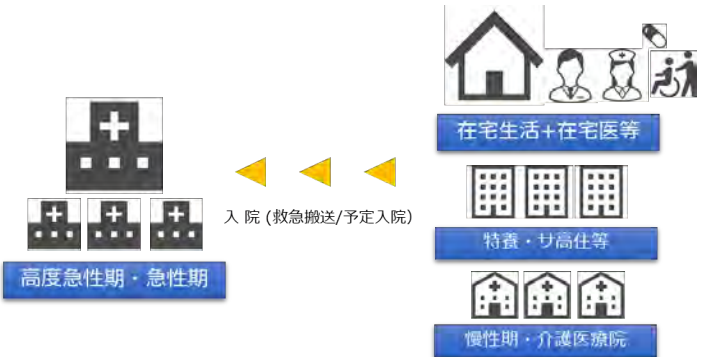 在宅生活+在宅医等
入 院 (救急搬送/予定入院)
特養・サ高住等
高度急性期・急性期
慢性期・介護医療院